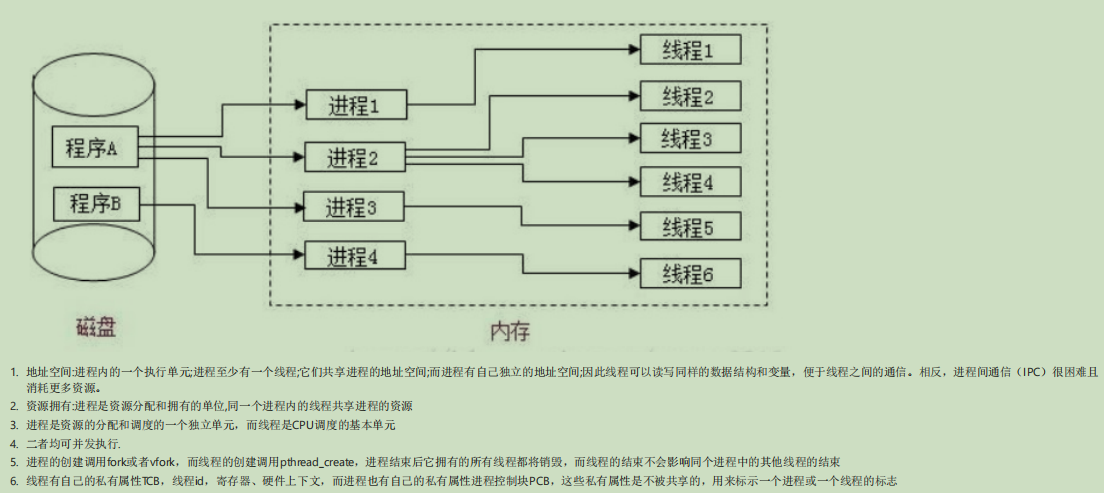 线程1
进程1
线程2
线程3
程序A
进程2
线程4
程序B
进程3
线程5
进程4
线程6
磁盘
内存
1. 地址空间:进程内的一个执行单元;进程至少有一个线程;它们共享进程的地址空间;而进程有自己独立的地址空间;因此线程可以读写同样的数据结构和变量，便于线程之间的通信。相反，进程间通信（IPC）很困难且
消耗更多资源。
2. 资源拥有:进程是资源分配和拥有的单位,同一个进程内的线程共享进程的资源
3. 进程是资源的分配和调度的一个独立单元，而线程是CPU调度的基本单元
4. 二者均可并发执行.
5. 进程的创建调用fork或者vfork，而线程的创建调用pthread_create，进程结束后它拥有的所有线程都将销毁，而线程的结束不会影响同个进程中的其他线程的结束
6. 线程有自己的私有属性TCB，线程id，寄存器、硬件上下文，而进程也有自己的私有属性进程控制块PCB，这些私有属性是不被共享的，用来标示一个进程或一个线程的标志